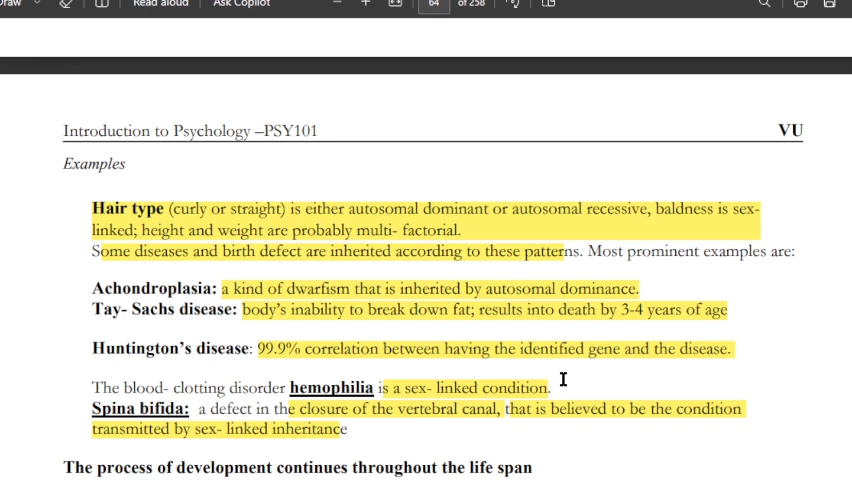 Draw Read aloud Ask Copilot 64 of 258
Introduction to Psychology –PSY101 VU
Examples
Hair type (curly or straight) is either autosomal dominant or autosomal recessive, baldness is sex-
linked; height and weight are probably multi- factorial.
Some diseases and birth defect are inherited according to these patterns. Most prominent examples are:
Achondroplasia: a kind of dwarfism that is inherited by autosomal dominance.
Tay- Sachs disease: body's inability to break down fat; results into death by 3-4 years of age
Huntington's disease: 99.9% correlation between having the identified gene and the disease.
The blood- clotting disorder hemophilia is a sex- linked condition.
Spina bifida: a defect in the closure of the vertebral canal, that is believed to be the condition
transmitted by sex- linked inheritance
The process of development continues throughout the life span